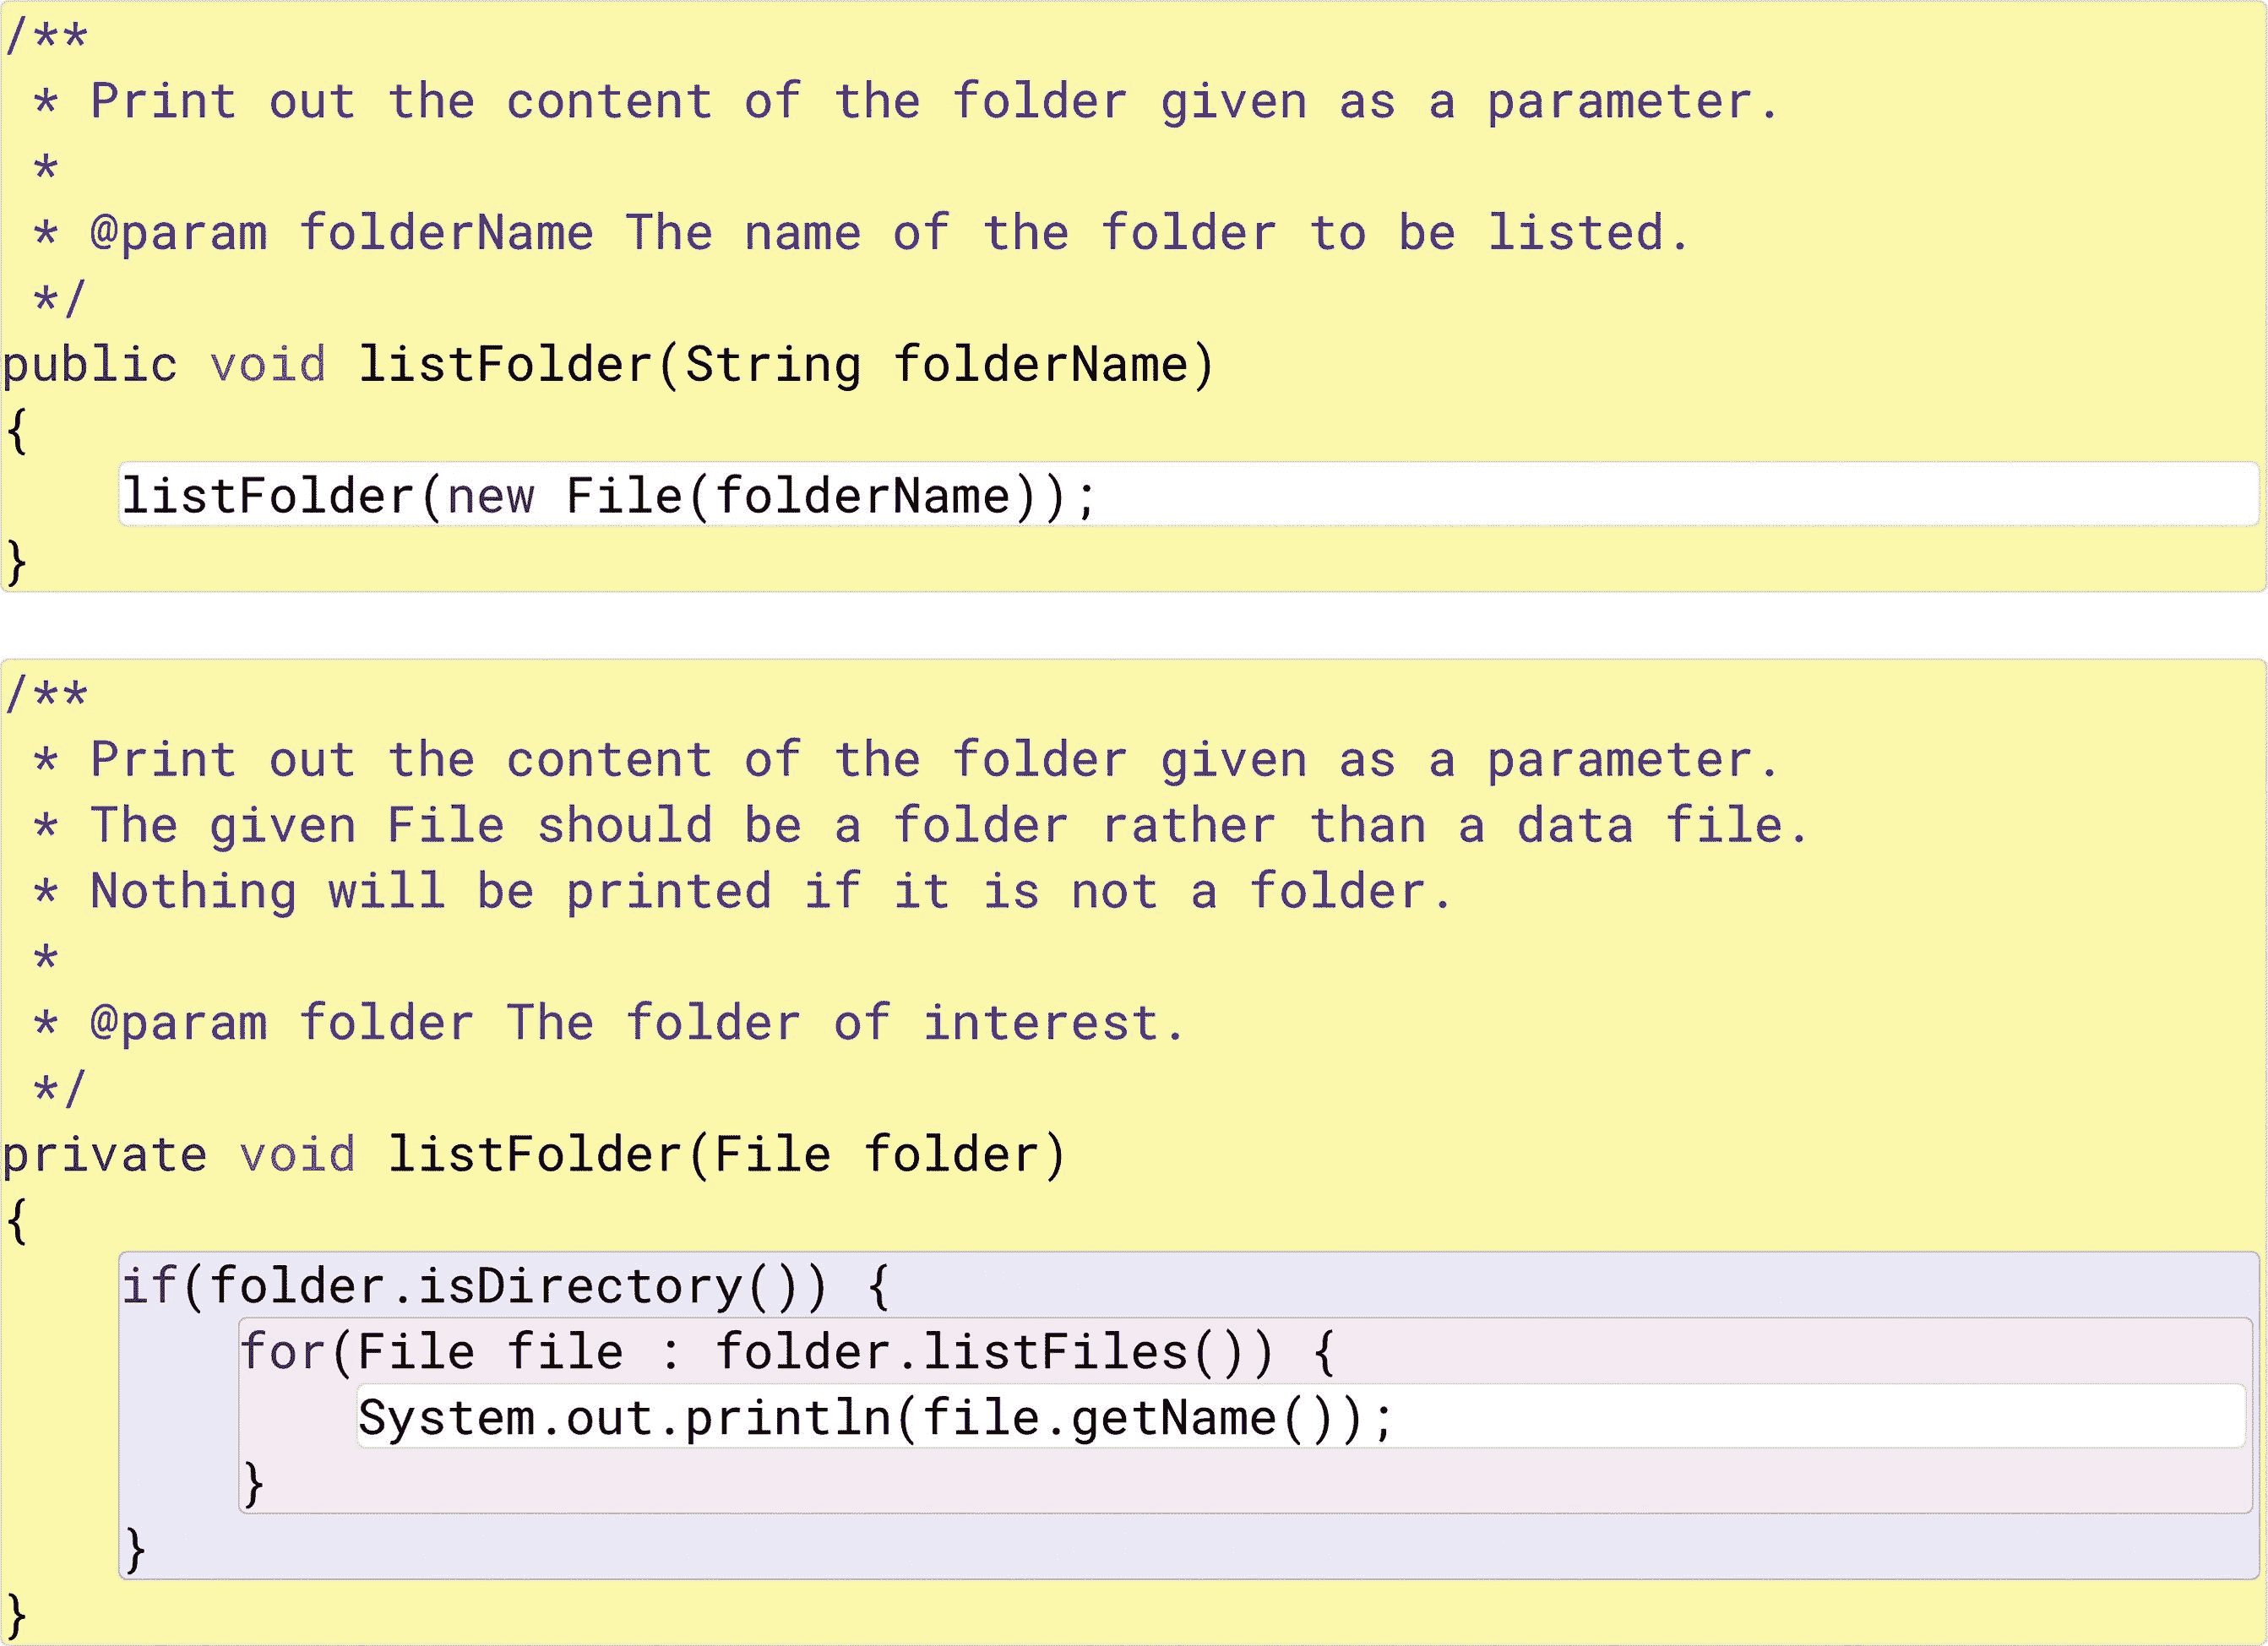 /**
 * Print out the content of the folder given as a parameter.
 *
 * @param folderName The name of the folder to be listed.
 */
public void listFolder(String folderName)
{
    listFolder(new File(folderName));
}
/**
 * Print out the content of the folder given as a parameter.
 * The given File should be a folder rather than a data file.
 * Nothing will be printed if it is not a folder.
 *
 * @param folder The folder of interest.
 */
private void listFolder(File folder)
{
    if(folder.isDirectory()) {
        for(File file : folder.listFiles()) {
            System.out.println(file.getName());
        }
    }
}